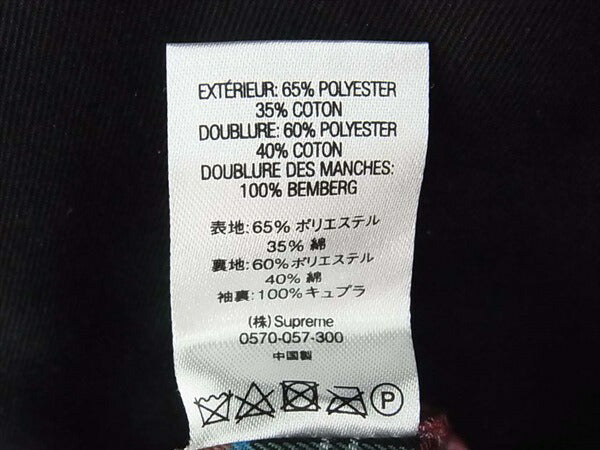 EXTÉRIEUR: 65% POLYESTER
35% COTON
DOUBLURE: 60% POLYESTER
40% COTON
DOUBLURE DES MANCHES:
100% BEMBERG
表地:65% ポリエステル
35% 綿
裏地:60% ポリエステル
40% 綿
袖裏:100% キュプラ
(株) Supreme
0570-057-300
中国製
P